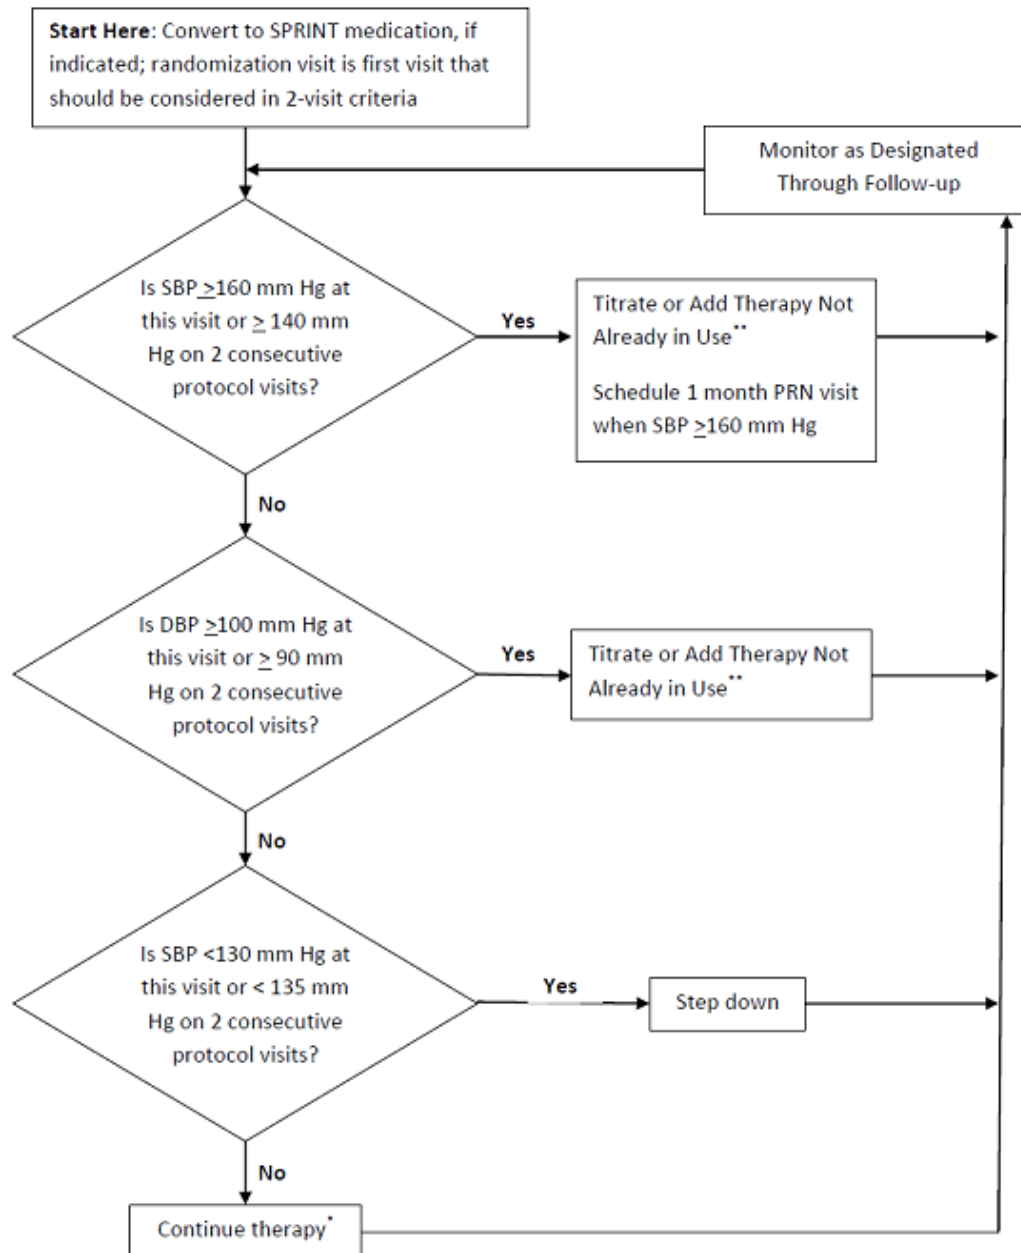 Start Here: Convert to SPRINT medication, if
indicated; randomization visit is first visit that
should be considered in 2-visit criteria
Monitor as Designated
Through Follow-up
Is SBP ≥160 mm Hg at
this visit or ≥ 140 mm
Hg on 2 consecutive
protocol visits?
Yes
Titrate or Add Therapy Not
Already in Use**
Schedule 1 month PRN visit
when SBP ≥160 mm Hg
No
Is DBP ≥100 mm Hg at
this visit or ≥ 90 mm
Hg on 2 consecutive
protocol visits?
Yes
Titrate or Add Therapy Not
Already in Use**
No
Is SBP <130 mm Hg at
this visit or < 135 mm
Hg on 2 consecutive
protocol visits?
Yes
Step down
No
Continue therapy*